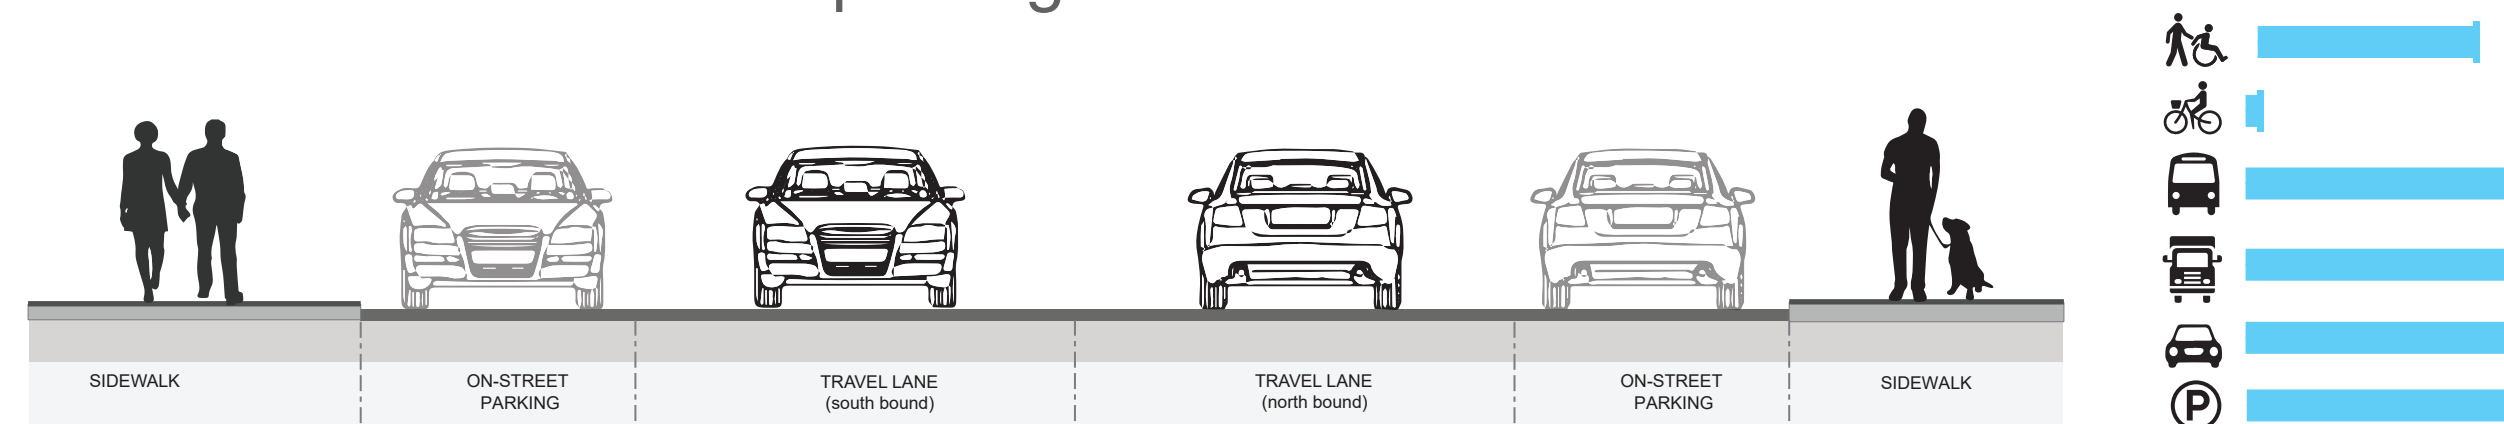 SIDEWALK
ON-STREET
PARKING
TRAVEL LANE
(south bound)
TRAVEL LANE
(north bound)
ON-STREET
PARKING
SIDEWALK
P